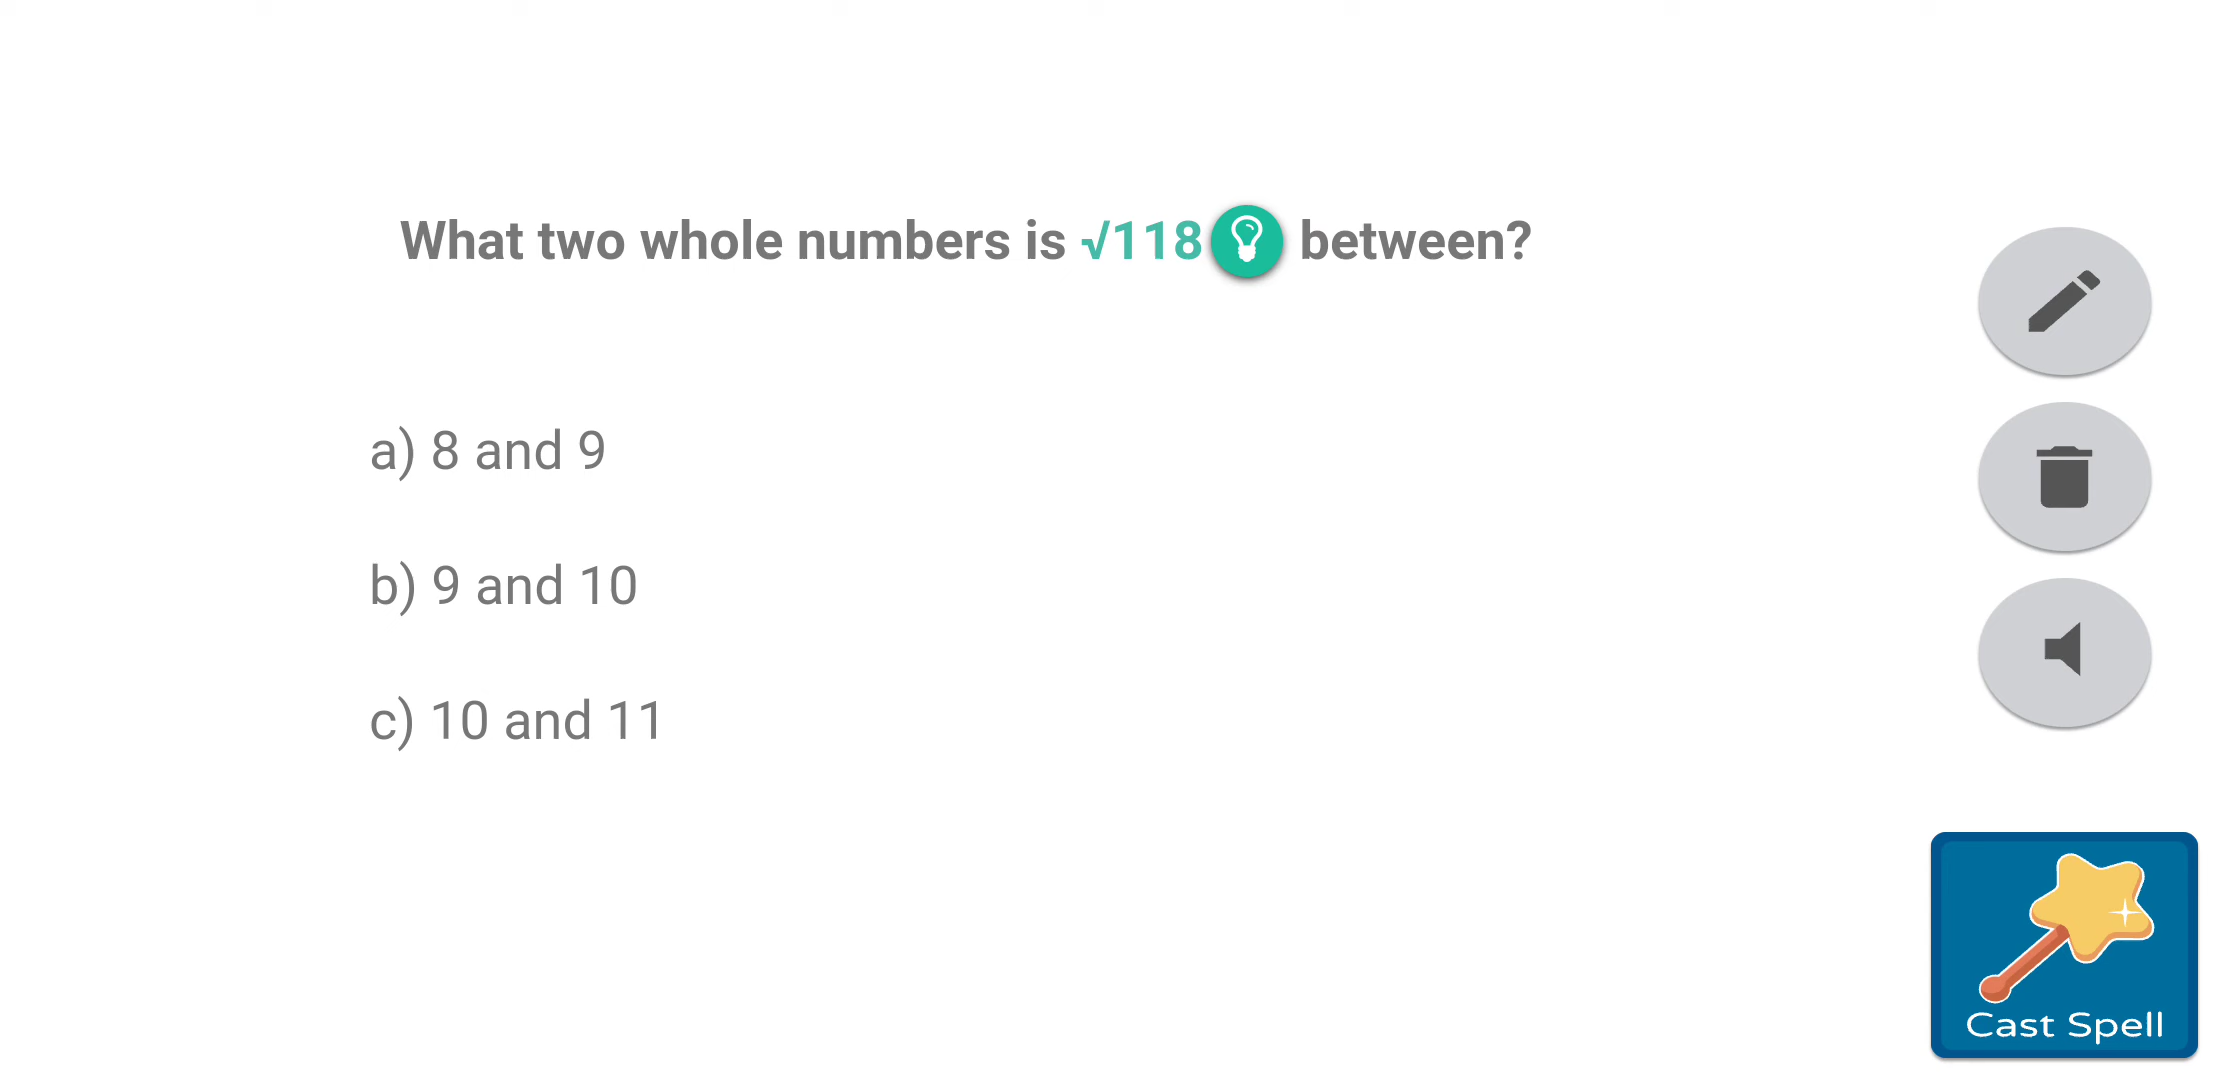 What two whole numbers is √118 between?
a) 8 and 9
b) 9 and 10
c) 10 and 11
Cast Spell